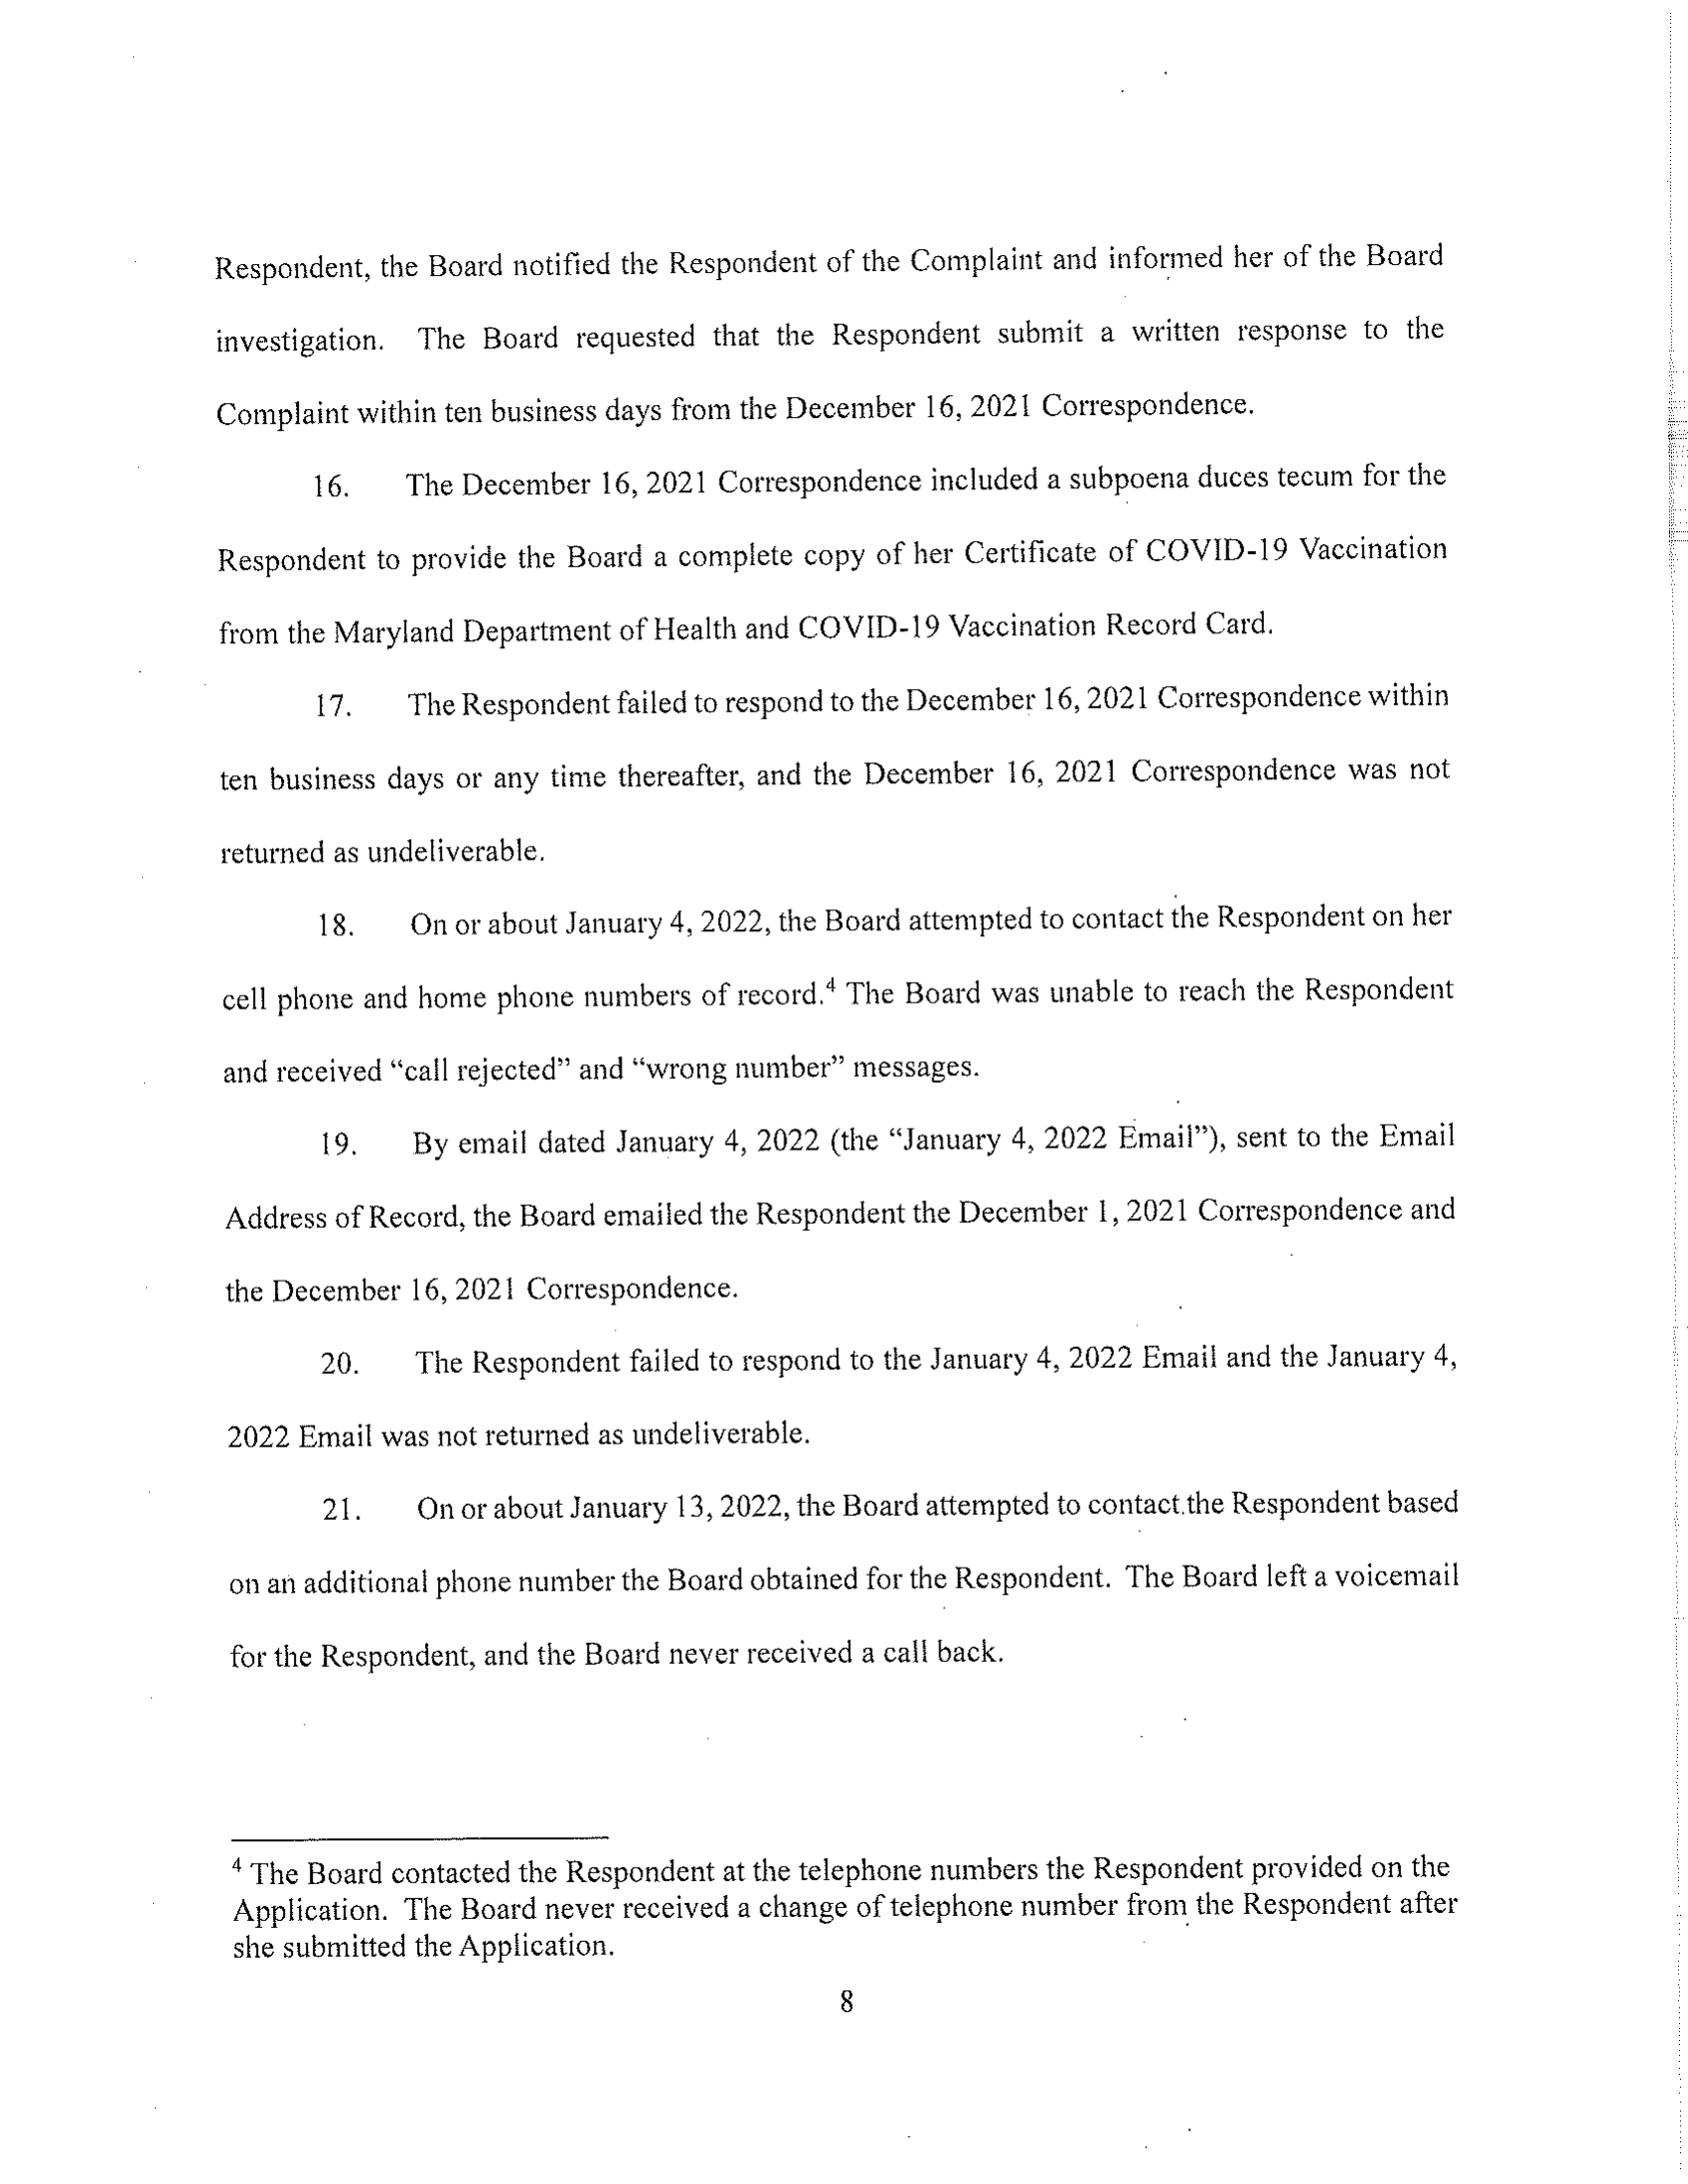 Respondent, the Board notified the Respondent of the Complaint and informed her of the Board
investigation. The Board requested that the Respondent submit a written response to the
Complaint within ten business days from the December 16, 2021 Correspondence.
16. The December 16, 2021 Correspondence included a subpoena duces tecum for the
Respondent to provide the Board a complete copy of her Certificate of COVID-19 Vaccination
from the Maryland Department of Health and COVID-19 Vaccination Record Card.
17. The Respondent failed to respond to the December 16, 2021 Correspondence within
ten business days or any time thereafter, and the December 16, 2021 Correspondence was not
returned as undeliverable.
18. On or about January 4, 2022, the Board attempted to contact the Respondent on her
cell phone and home phone numbers of record.⁴ The Board was unable to reach the Respondent
and received “call rejected” and “wrong number” messages.
19. By email dated January 4, 2022 (the “January 4, 2022 Email”), sent to the Email
Address of Record, the Board emailed the Respondent the December 1, 2021 Correspondence and
the December 16, 2021 Correspondence.
20. The Respondent failed to respond to the January 4, 2022 Email and the January 4,
2022 Email was not returned as undeliverable.
21. On or about January 13, 2022, the Board attempted to contact the Respondent based
on an additional phone number the Board obtained for the Respondent. The Board left a voicemail
for the Respondent, and the Board never received a call back.
⁴ The Board contacted the Respondent at the telephone numbers the Respondent provided on the
Application. The Board never received a change of telephone number from the Respondent after
she submitted the Application.
8